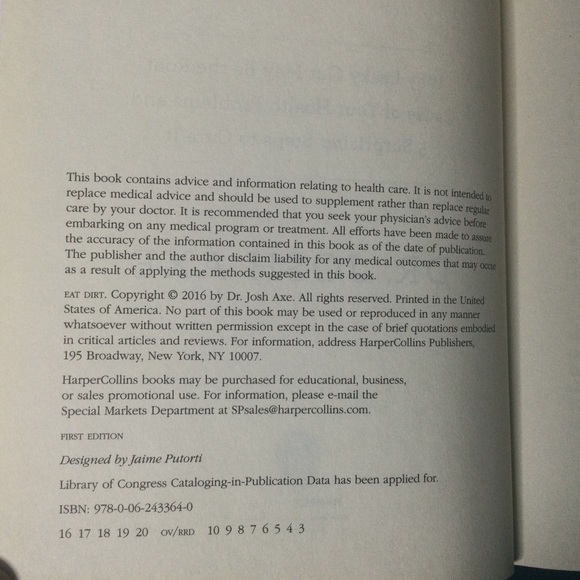 This book contains advice and information relating to health care. It is not intended to
replace medical advice and should be used to supplement rather than replace regular
care by your doctor. It is recommended that you seek your physician's advice before
embarking on any medical program or treatment. All efforts have been made to assure
the accuracy of the information contained in this book as of the date of publication.
The publisher and the author disclaim liability for any medical outcomes that may occur
as a result of applying the methods suggested in this book.
EAT DIRT. Copyright © 2016 by Dr. Josh Axe. All rights reserved. Printed in the United
States of America. No part of this book may be used or reproduced in any manner
whatsoever without written permission except in the case of brief quotations embodied
in critical articles and reviews. For information, address HarperCollins Publishers,
195 Broadway, New York, NY 10007.
HarperCollins books may be purchased for educational, business,
or sales promotional use. For information, please e-mail the
Special Markets Department at SPsales@harpercollins.com.
FIRST EDITION
Designed by Jaime Putorti
Library of Congress Cataloging-in-Publication Data has been applied for.
ISBN: 978-0-06-243364-0
16 17 18 19 20 OV/RRD 10 9 8 7 6 5 4 3